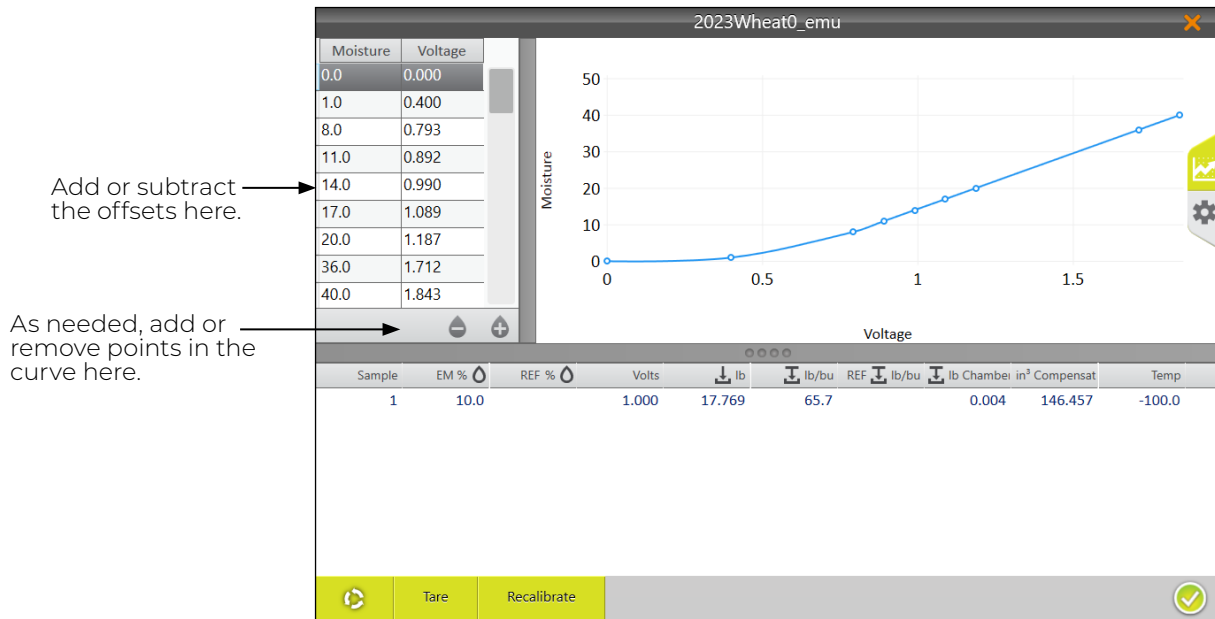 2023Wheat0_emu
Moisture Voltage
0.0 0.000
1.0 0.400
8.0 0.793
11.0 0.892
14.0 0.990
17.0 1.089
20.0 1.187
36.0 1.712
40.0 1.843
Add or subtract
the offsets here.
As needed, add or
remove points in the
curve here.
Moisture
50
40
30
20
10
0
0 0.5 1 1.5
Voltage
Sample EM % REF % Volts lb lb/bu REF lb/bu lb Chamber in³ Compensat Temp
1 10.0 1.000 17.769 65.7 0.004 146.457 -100.0
Tare Recalibrate